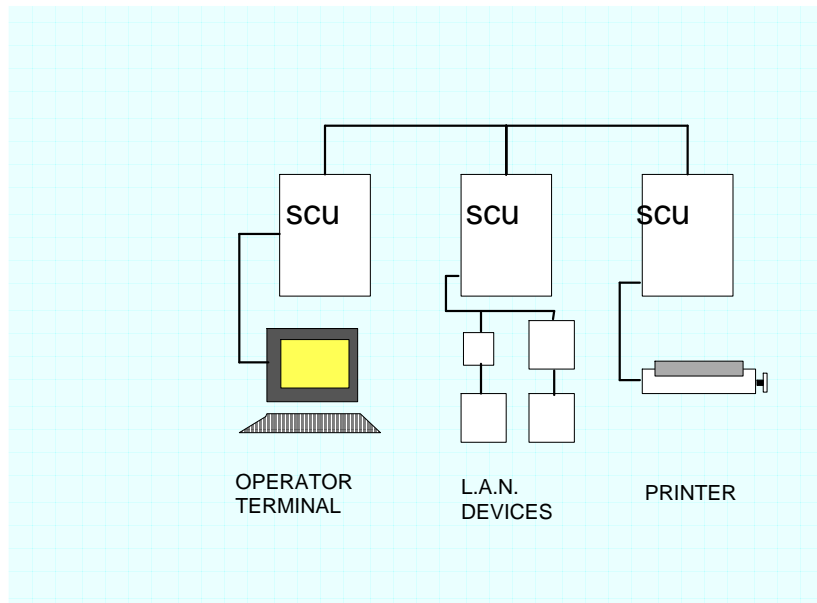 scu
scu
scu
OPERATOR
TERMINAL
L.A.N.
DEVICES
PRINTER